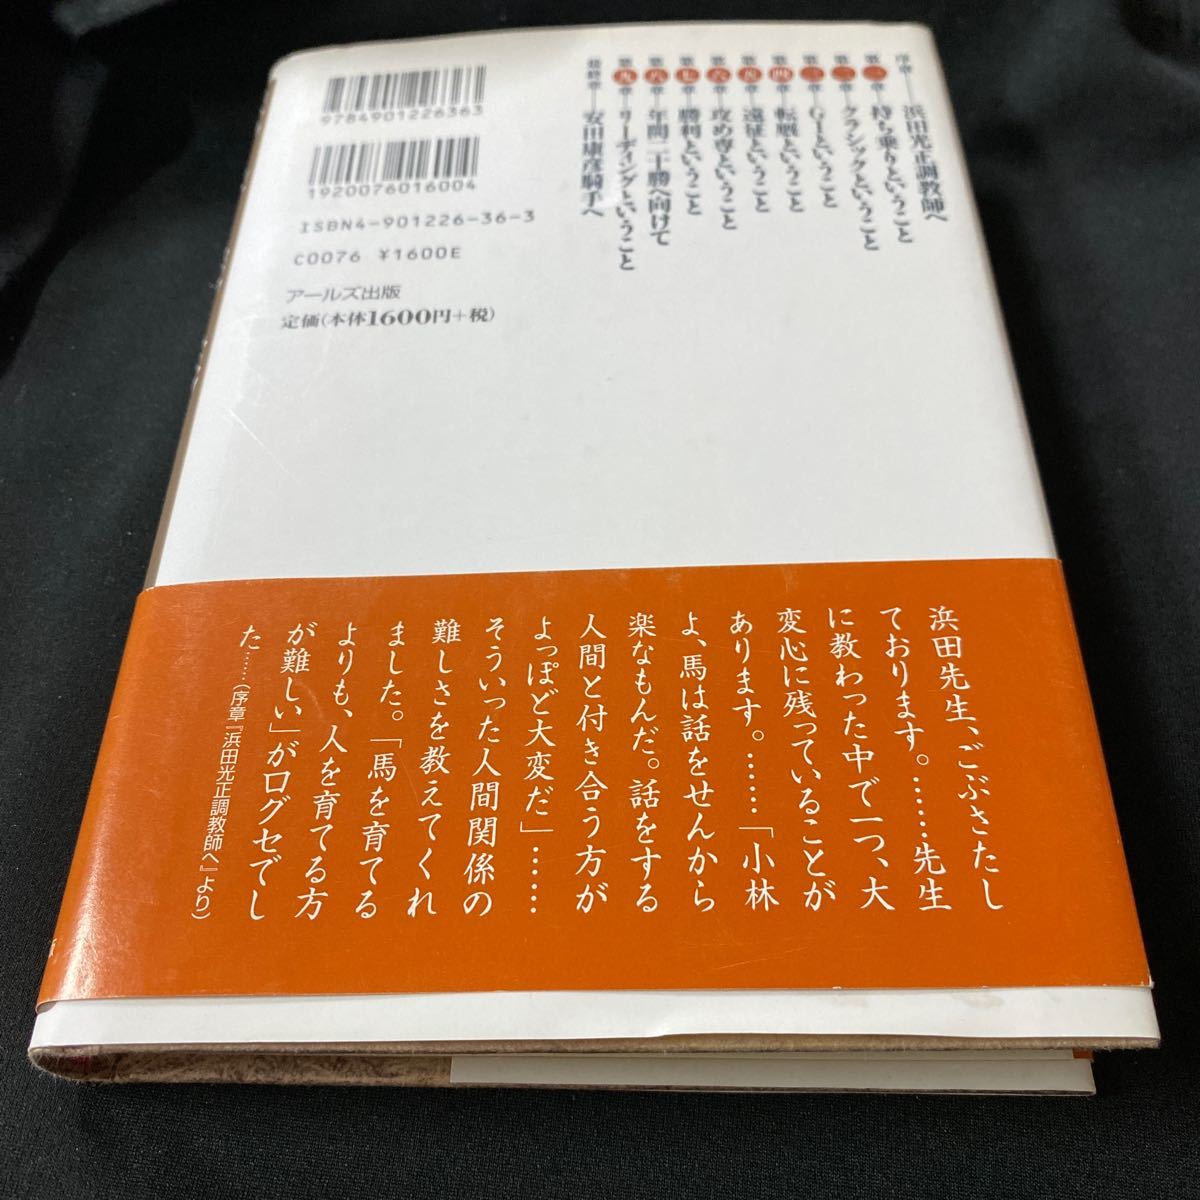 序章――浜田光正調教師へ
第一章――持ち乗りということ
第二章――クラシックということ
第三章――GIということ
第四章――転厩ということ
第五章――遠征ということ
第六章――攻め専ということ
第七章――勝利ということ
第八章――年間二十勝へ向けて
第九章――リーディングということ
最終章――安田康彦騎手へ
9784901226363
1920076016004
ISBN4-901226-36-3
C0076 ¥1600E
アールズ出版
定価(本体1600円+税)
浜田先生、ごぶさたし
ております。……先生
に教わった中で一つ、大
変心に残っていることが
あります。……「小林
よ、馬は話をせんから
楽なもんだ。話をする
人間と付き合う方が
よっぽど大変だ」……
そういった人間関係の
難しさを教えてくれ
ました。「馬を育てる
よりも、人を育てる方
が難しい」が口グセでし
た……(序章『浜田光正調教師へ』より)